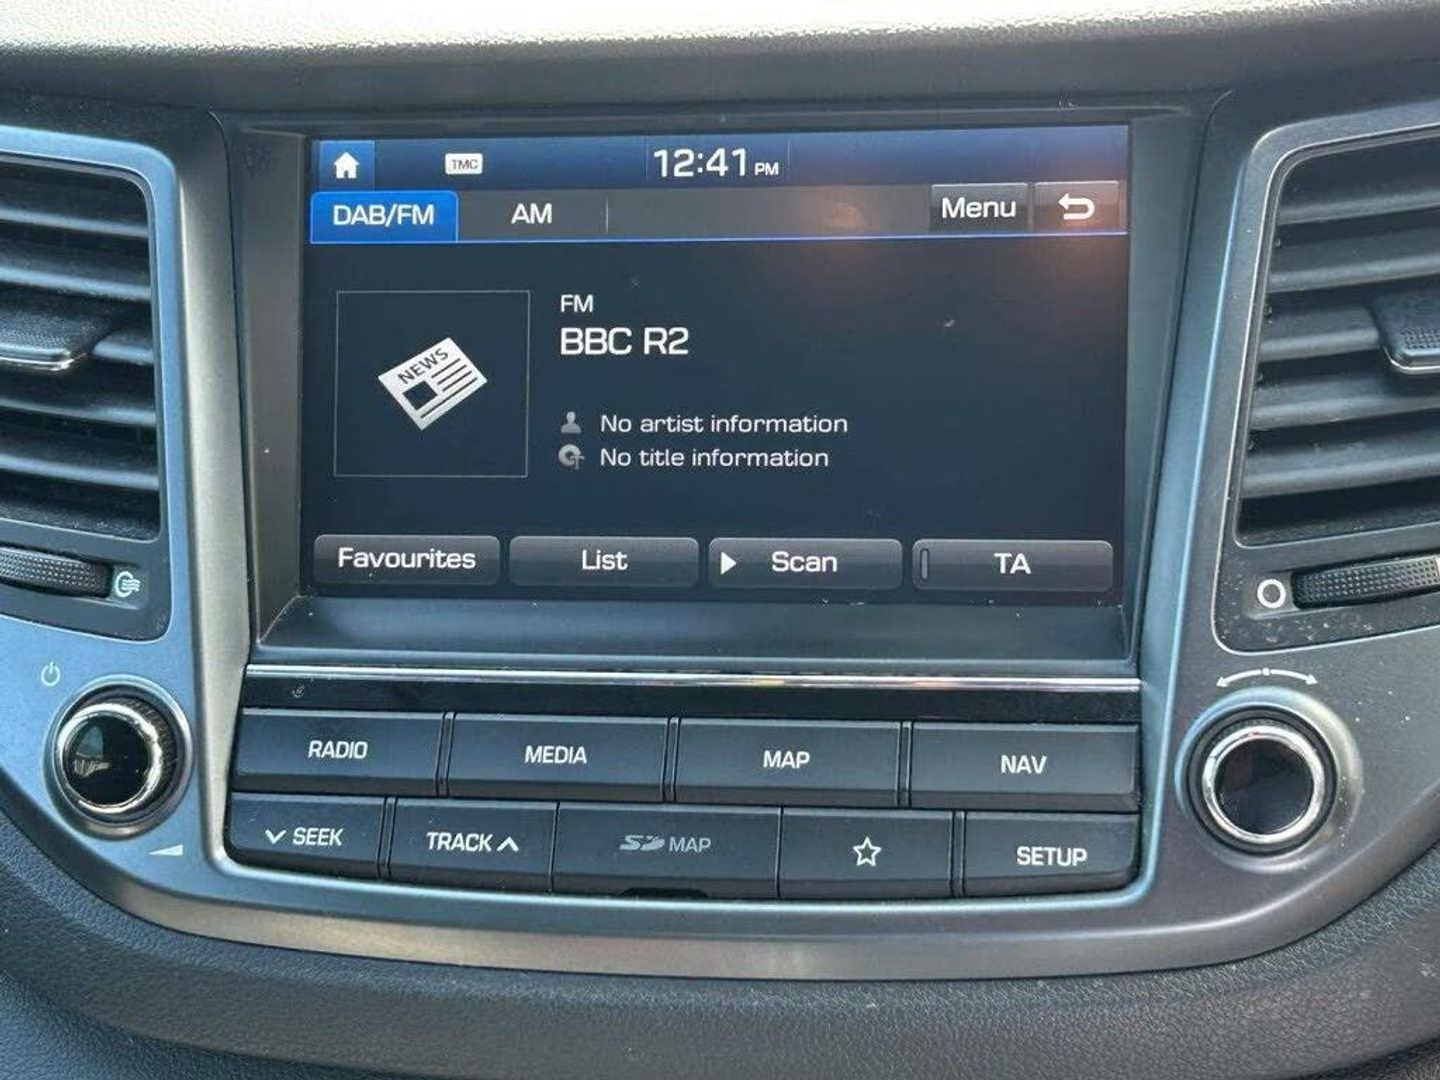 TMC 12:41 PM
DAB/FM AM Menu
FM
BBC R2
NEWS
No artist information
No title information
Favourites List Scan TA
RADIO MEDIA MAP NAV
SEEK TRACK SD MAP SETUP